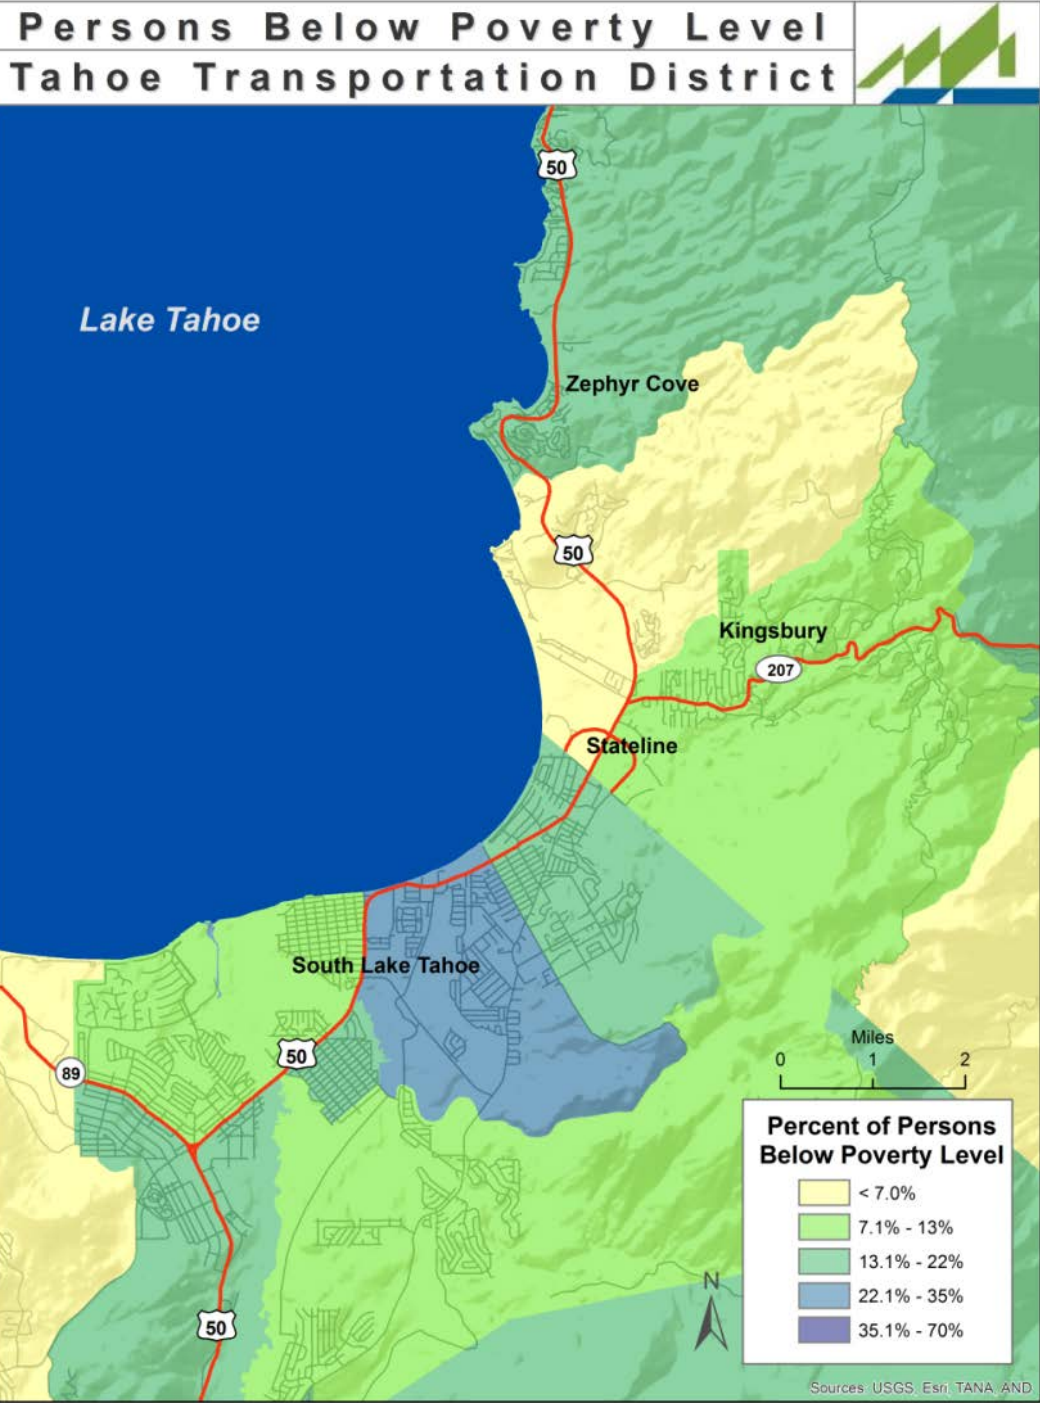 Persons Below Poverty Level
Tahoe Transportation District
50
Lake Tahoe
Zephyr Cove
50
Kingsbury
207
Stateline
South Lake Tahoe
50
89
Miles
0 1 2
Percent of Persons
Below Poverty Level
< 7.0%
7.1% - 13%
13.1% - 22%
22.1% - 35%
35.1% - 70%
N
50
Sources: USGS, Esri, TANA, AND